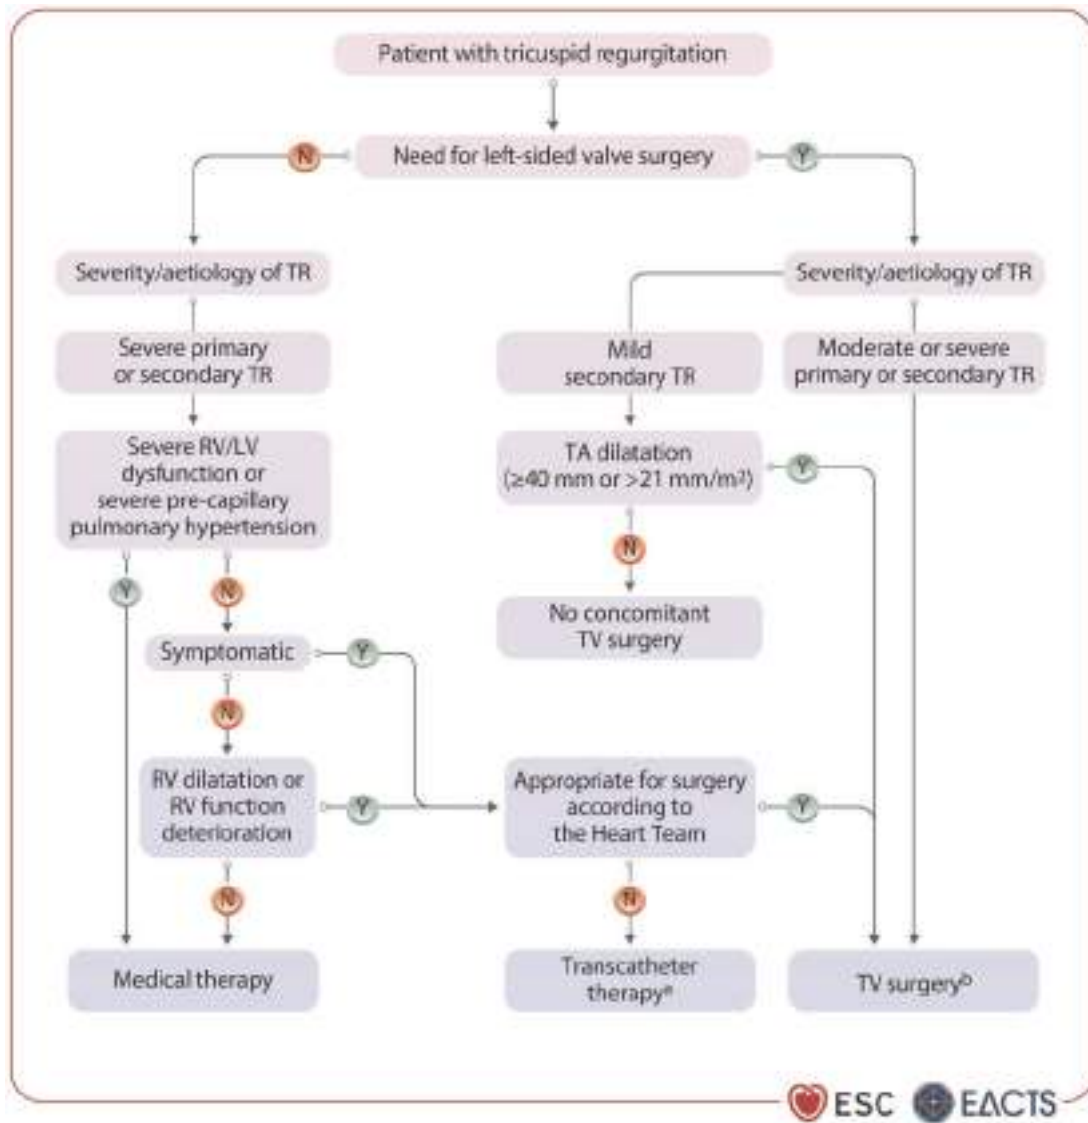 Patient with tricuspid regurgitation
N
Need for left-sided valve surgery
Y
Severity/aetiology of TR
Severity/aetiology of TR
Severe primary
or secondary TR
Mild
secondary TR
Moderate or severe
primary or secondary TR
Severe RV/LV
dysfunction or
severe pre-capillary
pulmonary hypertension
TA dilatation
(≥40 mm or >21 mm/m²)
Y
Y
N
N
No concomitant
TV surgery
Symptomatic
Y
N
RV dilatation or
RV function
deterioration
Y
Appropriate for surgery
according to
the Heart Team
Y
N
N
Medical therapy
Transcatheter
therapyᵃ
TV surgeryᵇ
ESC
EACTS